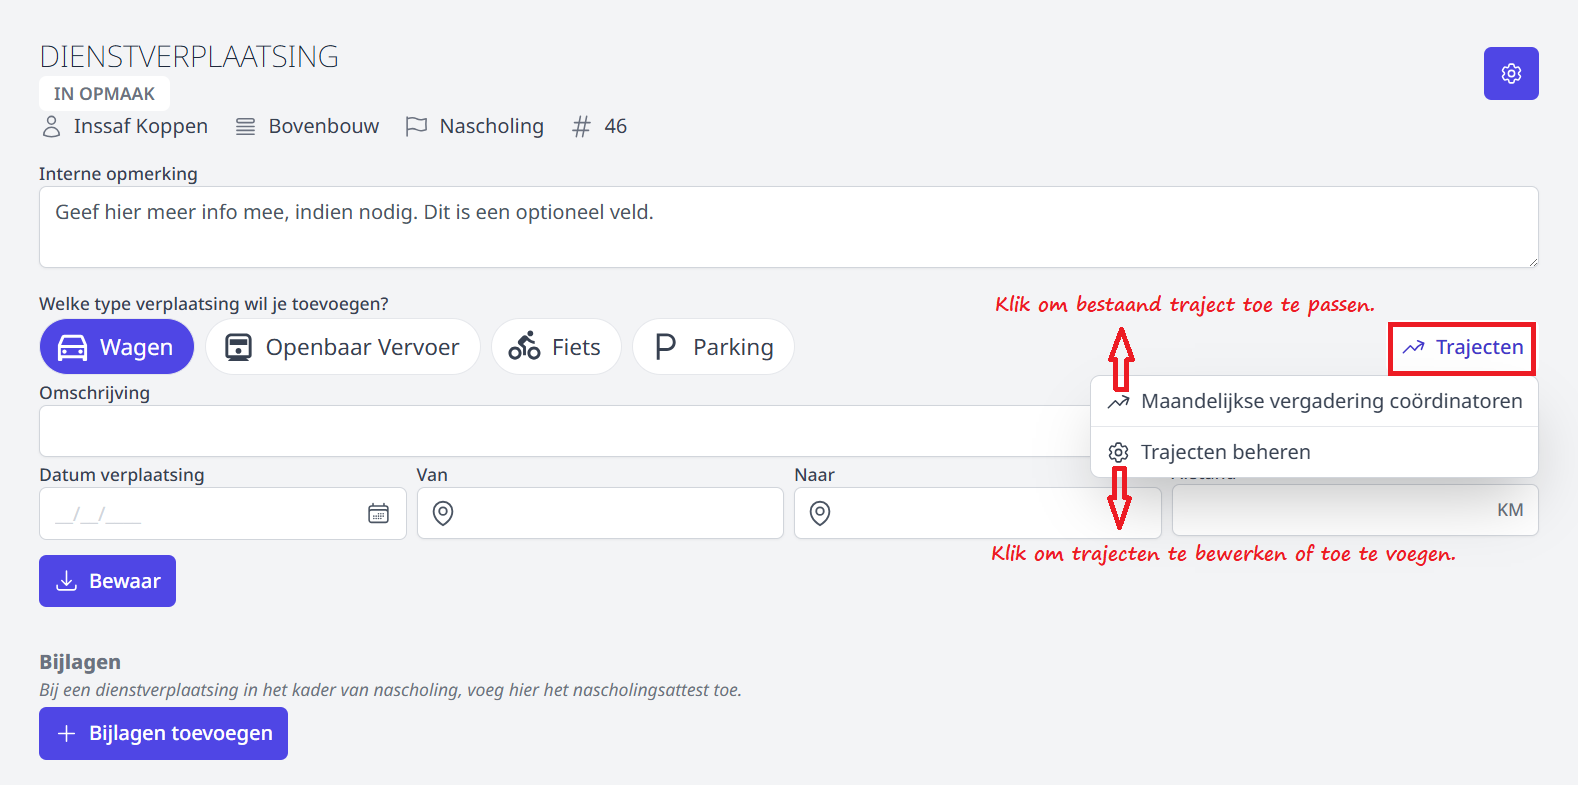 DIENSTVERPLAATSING
IN OPMAAK
Inssaf Koppen Bovenbouw Nascholing # 46
Interne opmerking
Geef hier meer info mee, indien nodig. Dit is een optioneel veld.
Welke type verplaatsing wil je toevoegen?
Klik om bestaand traject toe te passen.
Wagen Openbaar Vervoer Fiets P Parking
Trajecten
Omschrijving
Maandelijkse vergadering coördinatoren
Trajecten beheren
Datum verplaatsing Van Naar
__/__/____ KM
Klik om trajecten te bewerken of toe te voegen.
Bewaar
Bijlagen
Bij een dienstverplaatsing in het kader van nascholing, voeg hier het nascholingsattest toe.
+ Bijlagen toevoegen